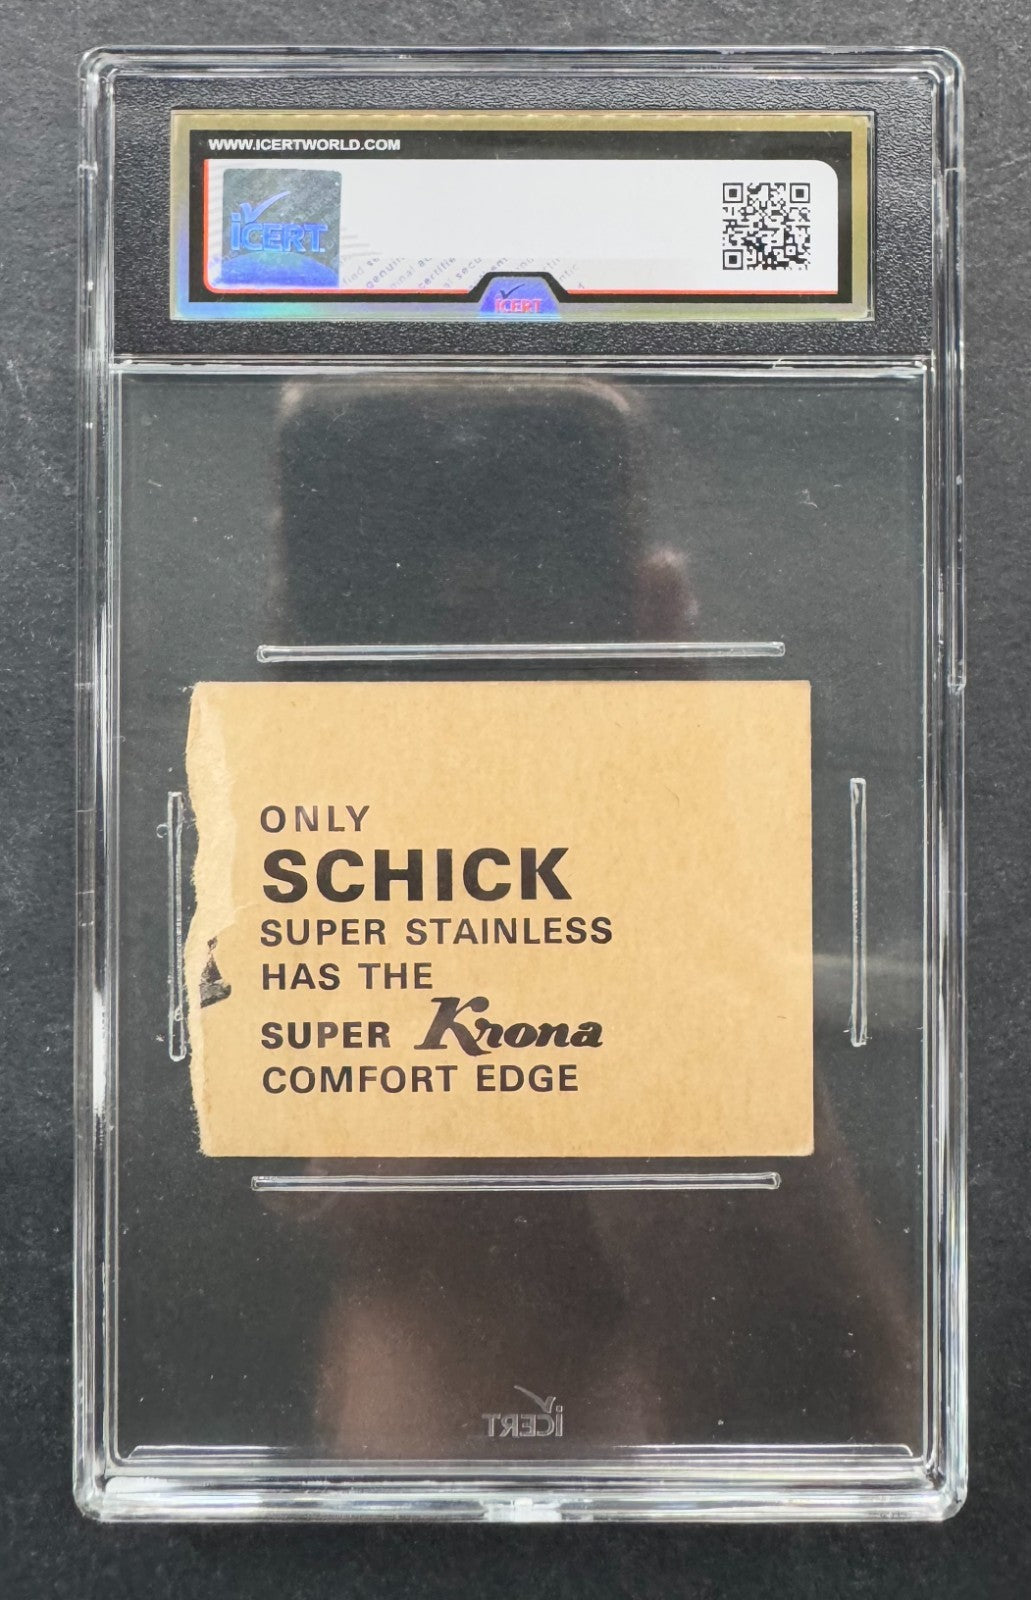 WWW.ICERTWORLD.COM
iCERT
iCERT
ONLY
SCHICK
SUPER STAINLESS
HAS THE
SUPER Krona
COMFORT EDGE
iCERT